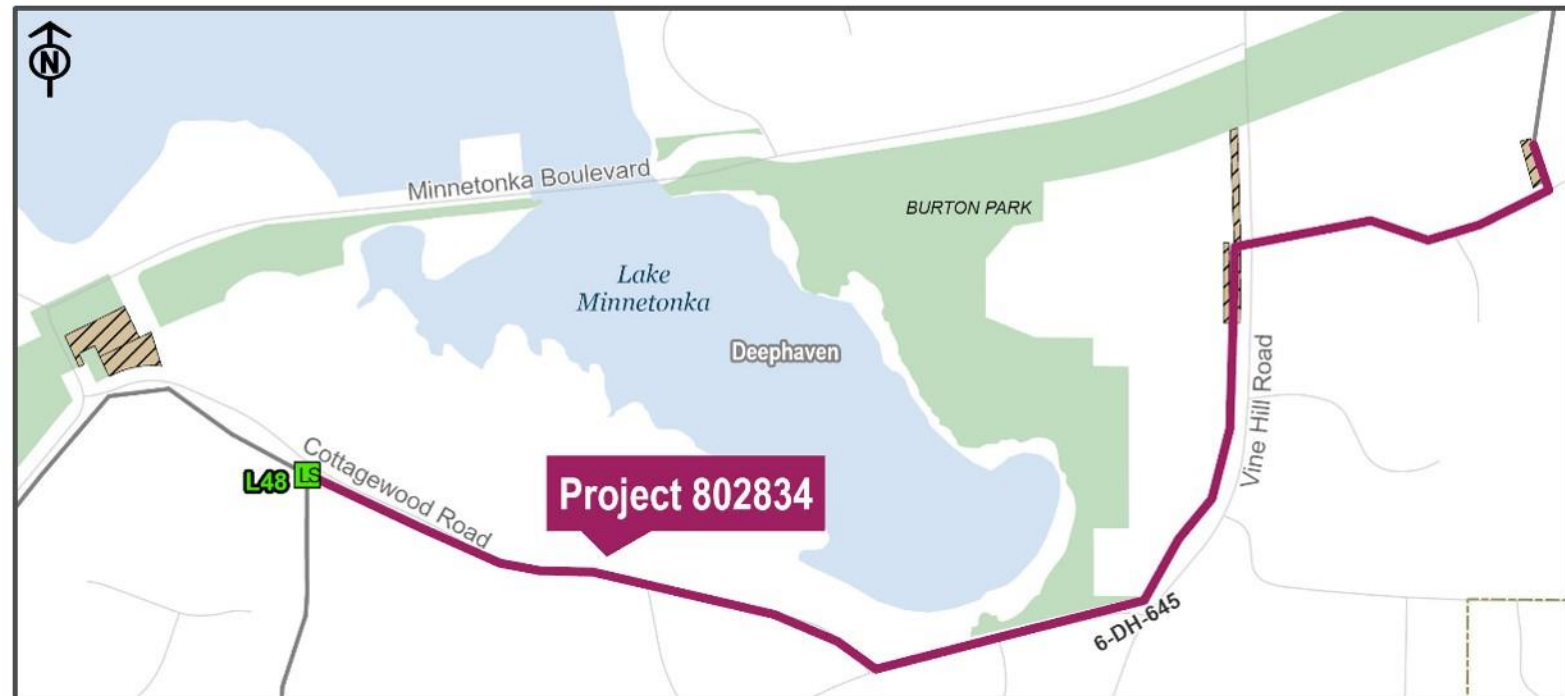 N
Minnetonka Boulevard
BURTON PARK
Lake
Minnetonka
Deephaven
Vine Hill Road
L48
LS
Cottagewood Road
Project 802834
6-DH-645